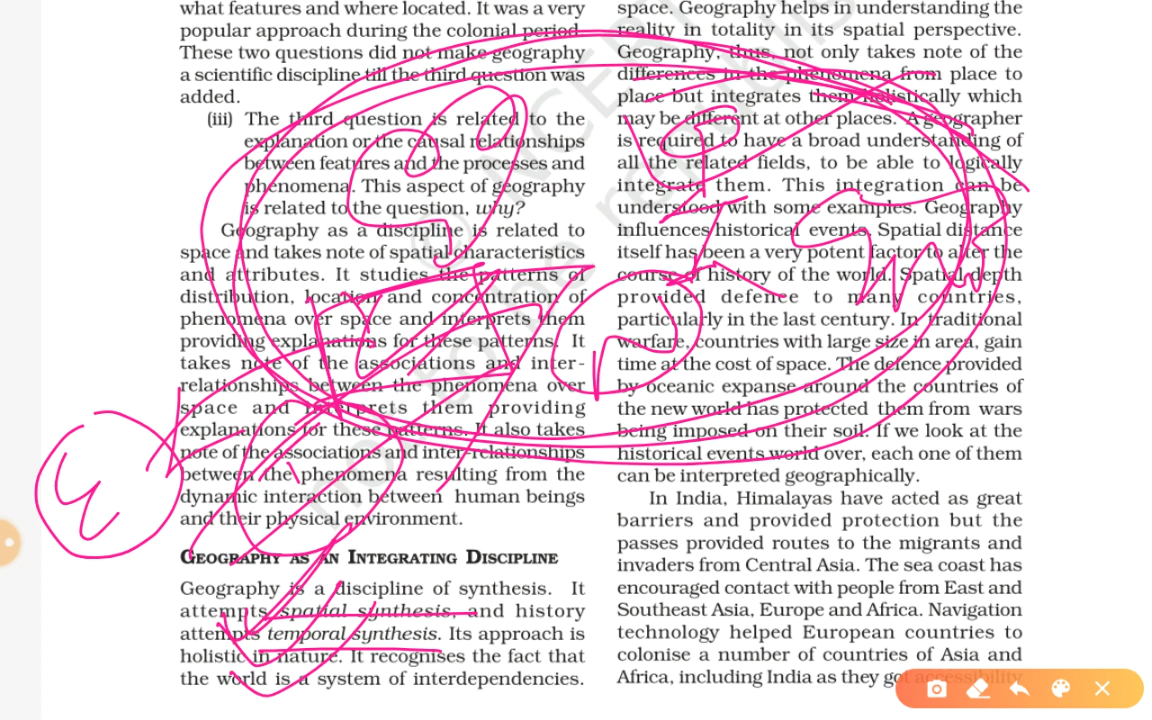 what features and where located. It was a very
popular approach during the colonial period.
These two questions did not make geography
a scientific discipline till the third question was
added.
(iii) The third question is related to the
explanation or the causal relationships
between features and the processes and
phenomena. This aspect of geography
is related to the question, why?
Geography as a discipline is related to
space and takes note of spatial characteristics
and attributes. It studies the patterns of
distribution, location and concentration of
phenomena over space and interprets them
providing explanations for these patterns. It
takes note of the associations and inter-
relationships between the phenomena over
space and interprets them providing
explanations for these patterns. It also takes
note of the associations and inter-relationships
between the phenomena resulting from the
dynamic interaction between human beings
and their physical environment.
GEOGRAPHY AS AN INTEGRATING DISCIPLINE
Geography is a discipline of synthesis. It
attempts spatial synthesis, and history
attempts temporal synthesis. Its approach is
holistic in nature. It recognises the fact that
the world is a system of interdependencies.
space. Geography helps in understanding the
reality in totality in its spatial perspective.
Geography, thus, not only takes note of the
differences in the phenomena from place to
place but integrates them holistically which
may be different at other places. A geographer
is required to have a broad understanding of
all the related fields, to be able to logically
integrate them. This integration can be
understood with some examples. Geography
influences historical events. Spatial distance
itself has been a very potent factor to alter the
course of history of the world. Spatial depth
provided defence to many countries,
particularly in the last century. In traditional
warfare, countries with large size in area, gain
time at the cost of space. The defence provided
by oceanic expanse around the countries of
the new world has protected them from wars
being imposed on their soil. If we look at the
historical events world over, each one of them
can be interpreted geographically.
In India, Himalayas have acted as great
barriers and provided protection but the
passes provided routes to the migrants and
invaders from Central Asia. The sea coast has
encouraged contact with people from East and
Southeast Asia, Europe and Africa. Navigation
technology helped European countries to
colonise a number of countries of Asia and
Africa, including India as they got accessibility